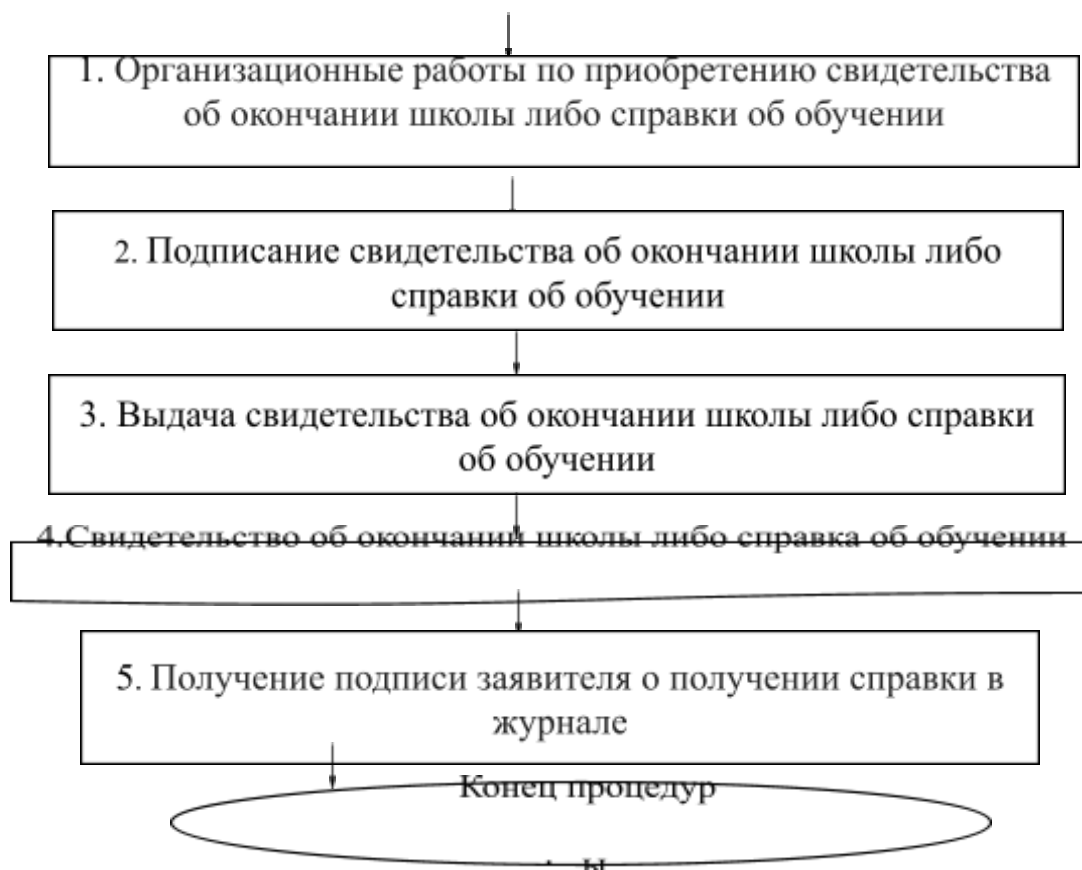 1. Организационные работы по приобретению свидетельства
об окончании школы либо справки об обучении
2. Подписание свидетельства об окончании школы либо
справки об обучении
3. Выдача свидетельства об окончании школы либо справки
об обучении
4.Свидетельство об окончании школы либо справка об обучении
5. Получение подписи заявителя о получении справки в
журнале
Конец процедур
ы